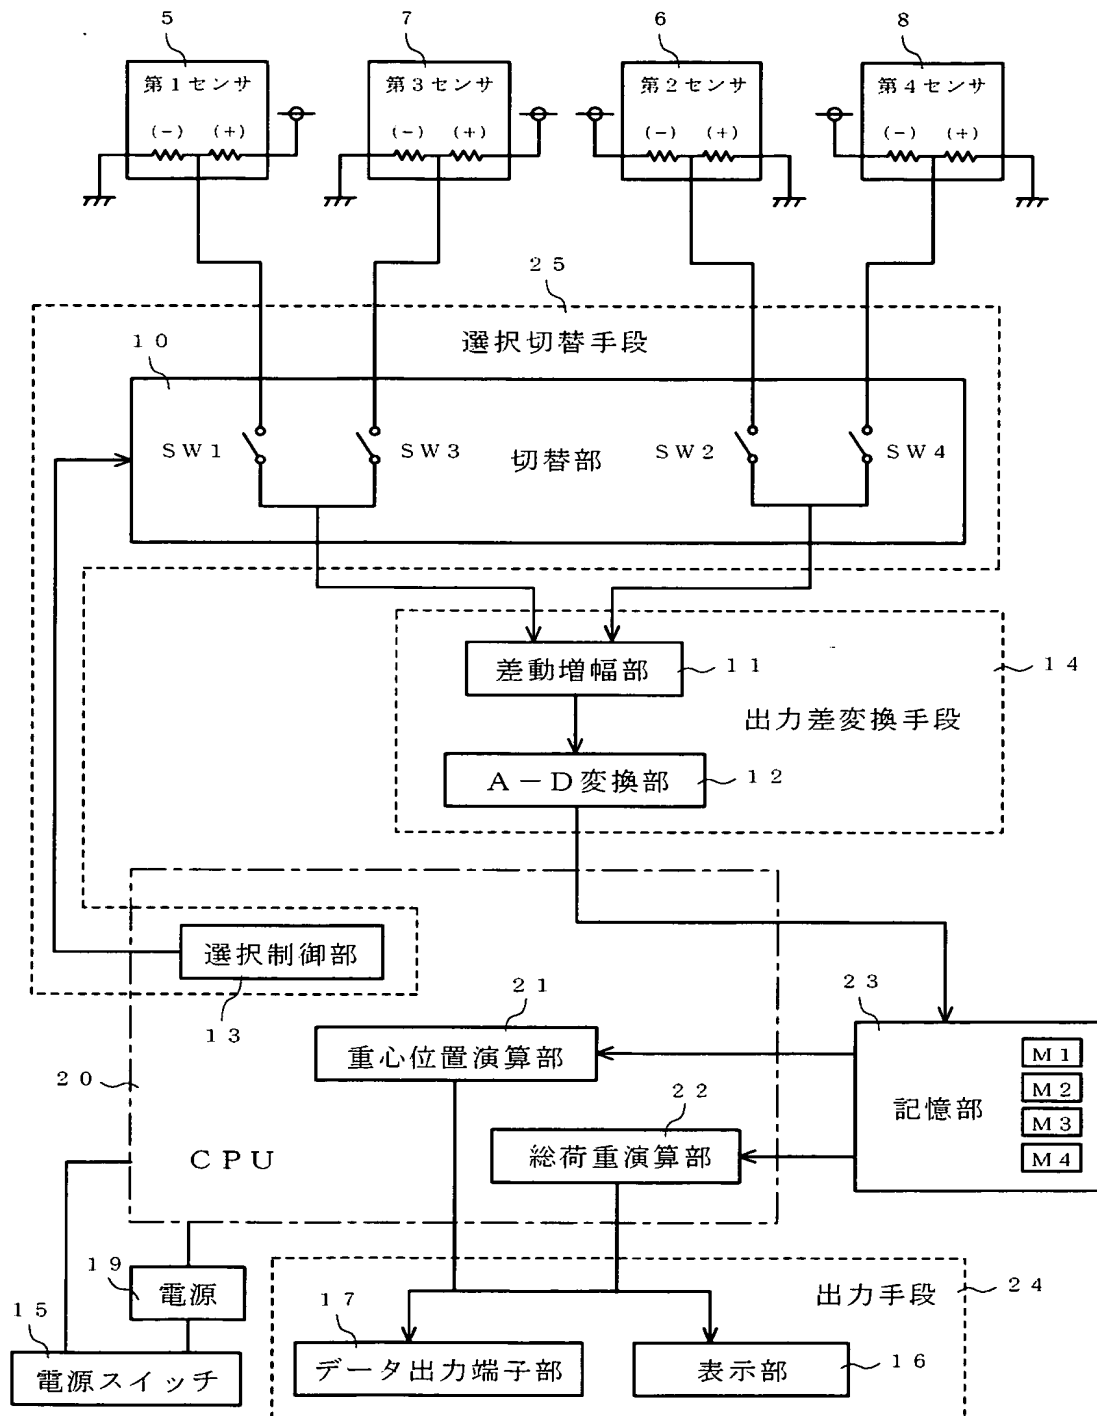 5 7 6 8
第1センサ 第3センサ 第2センサ 第4センサ
(-) (+) (-) (+) (-) (+) (-) (+)
25
選択切替手段
10
SW1 SW3 切替部 SW2 SW4
差動増幅部 11 14
出力差変換手段
A-D変換部 12
選択制御部
13
21 23
重心位置演算部 M1
20 22 M2
記憶部 M3
CPU 総荷重演算部 M4
19 電源
出力手段 24
15 17
電源スイッチ データ出力端子部 表示部 16